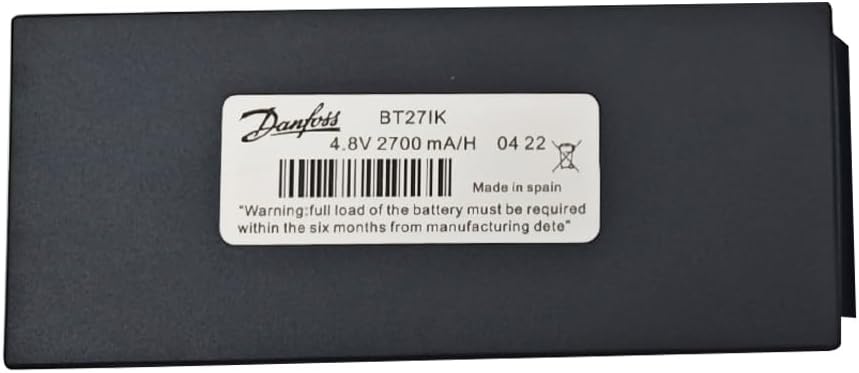 Danfoss BT27IK
4.8V 2700 mA/H 04 22
Made in spain
"Warning:full load of the battery must be required
within the six months from manufacturing dete"